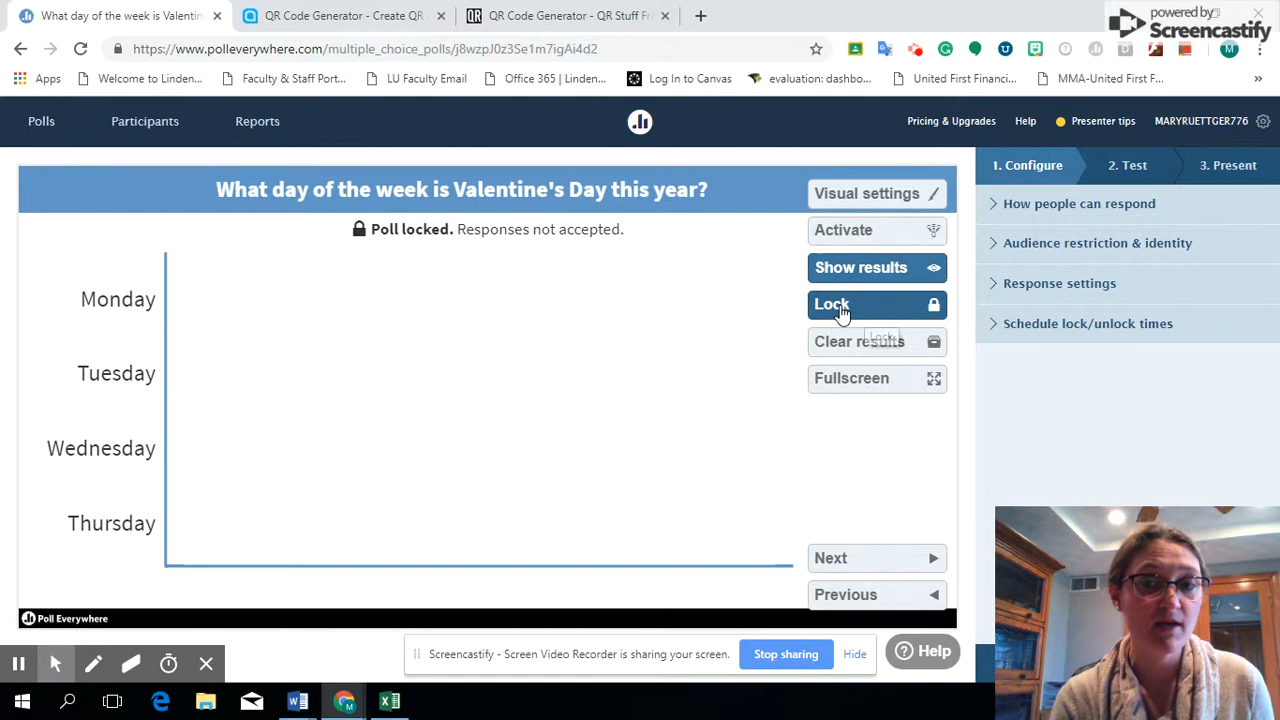 What day of the week is Valentin
QR Code Generator - Create QR
QR Code Generator - QR Stuff Fr
powered by
Screencastify
https://www.polleverywhere.com/multiple_choice_polls/j8wzpJ0z3Se1m7igAi4d2
Apps
Welcome to Linden...
Faculty & Staff Port...
LU Faculty Email
Office 365 | Linden...
Log In to Canvas
evaluation: dashbo...
United First Financi...
MMA-United First F...
Polls
Participants
Reports
Pricing & Upgrades
Help
Presenter tips
MARYRUETTGER776
What day of the week is Valentine's Day this year?
Poll locked. Responses not accepted.
Monday
Tuesday
Wednesday
Thursday
Visual settings
Activate
Show results
Lock
Lock
Clear results
Fullscreen
Next
Previous
1. Configure
2. Test
3. Present
How people can respond
Audience restriction & identity
Response settings
Schedule lock/unlock times
Poll Everywhere
Screencastify - Screen Video Recorder is sharing your screen.
Stop sharing
Hide
Help